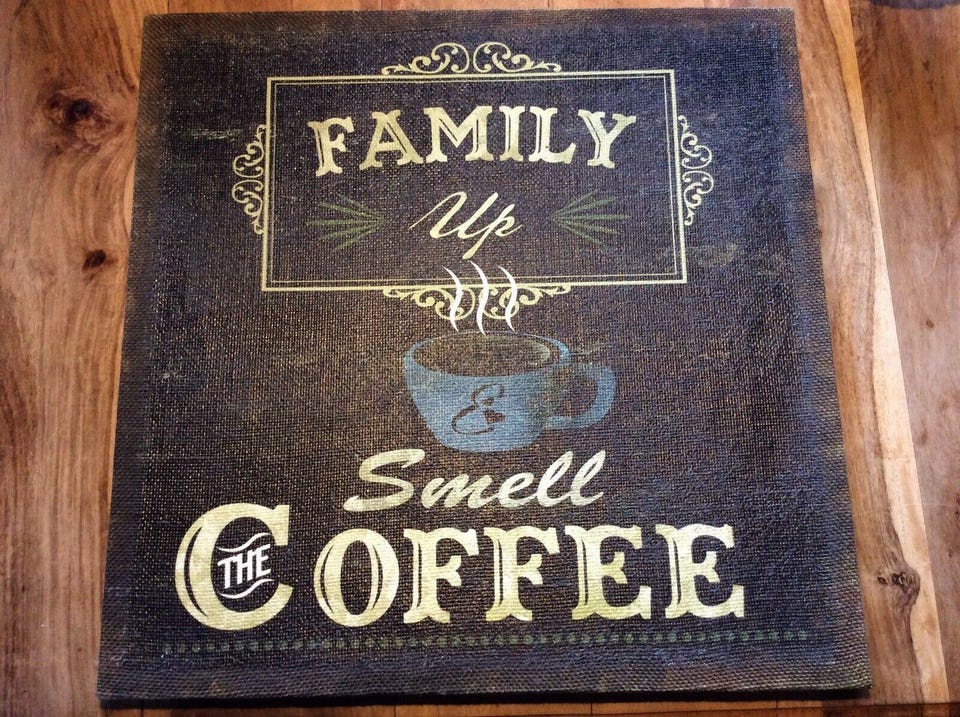 FAMILY
Up
&
Smell
THE
COFFEE